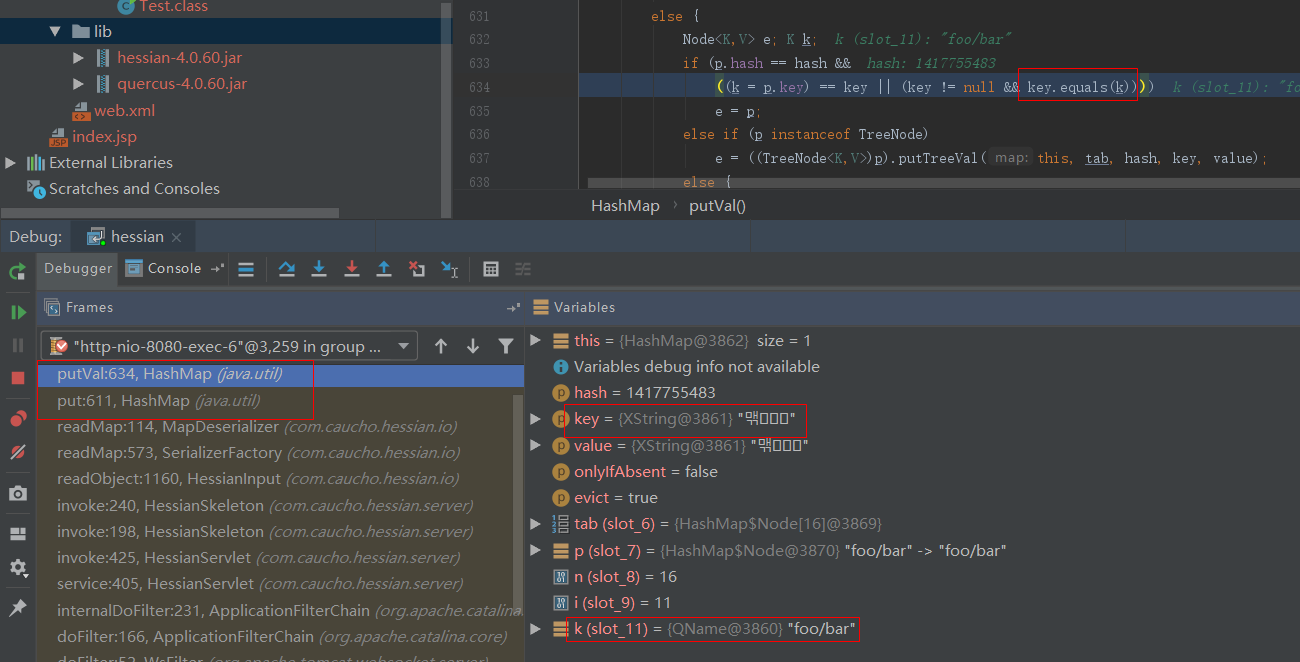 Test.class
lib
hessian-4.0.60.jar
quercus-4.0.60.jar
web.xml
index.jsp
External Libraries
Scratches and Consoles
631 else {
632 Node<K,V> e; K k; k (slot_11): "foo/bar"
633 if (p.hash == hash && hash: 1417755483
634 ((k = p.key) == key || (key != null && key.equals(k)))) k (slot_11): "fo
635 e = p;
636 else if (p instanceof TreeNode)
637 e = ((TreeNode<K,V>)p).putTreeVal( map: this, tab, hash, key, value);
638 else {
HashMap › putVal()
Debug: hessian
Debugger Console
Frames
"http-nio-8080-exec-6"@3,259 in group ...
putVal:634, HashMap (java.util)
put:611, HashMap (java.util)
readMap:114, MapDeserializer (com.caucho.hessian.io)
readMap:573, SerializerFactory (com.caucho.hessian.io)
readObject:1160, HessianInput (com.caucho.hessian.io)
invoke:240, HessianSkeleton (com.caucho.hessian.server)
invoke:198, HessianSkeleton (com.caucho.hessian.server)
invoke:425, HessianServlet (com.caucho.hessian.server)
service:405, HessianServlet (com.caucho.hessian.server)
internalDoFilter:231, ApplicationFilterChain (org.apache.catalina
doFilter:166, ApplicationFilterChain (org.apache.catalina.core)
doFilter:52, WsFilter (org.apache.tomcat.websocket.server)
Variables
this = {HashMap@3862} size = 1
Variables debug info not available
hash = 1417755483
key = {XString@3861}
value = {XString@3861}
onlyIfAbsent = false
evict = true
tab (slot_6) = {HashMap$Node[16]@3869}
p (slot_7) = {HashMap$Node@3870} "foo/bar" -> "foo/bar"
n (slot_8) = 16
i (slot_9) = 11
k (slot_11) = {QName@3860} "foo/bar"